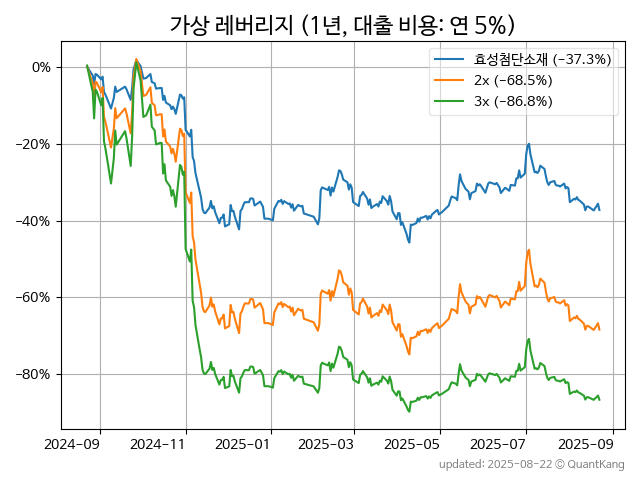 가상 레버리지 (1년, 대출 비용: 연 5%)
효성첨단소재 (−37.3%)
2x (−68.5%)
3x (−86.8%)
0%
−20%
−40%
−60%
−80%
2024-09 2024-11 2025-01 2025-03 2025-05 2025-07 2025-09
updated: 2025-08-22 © QuantKang